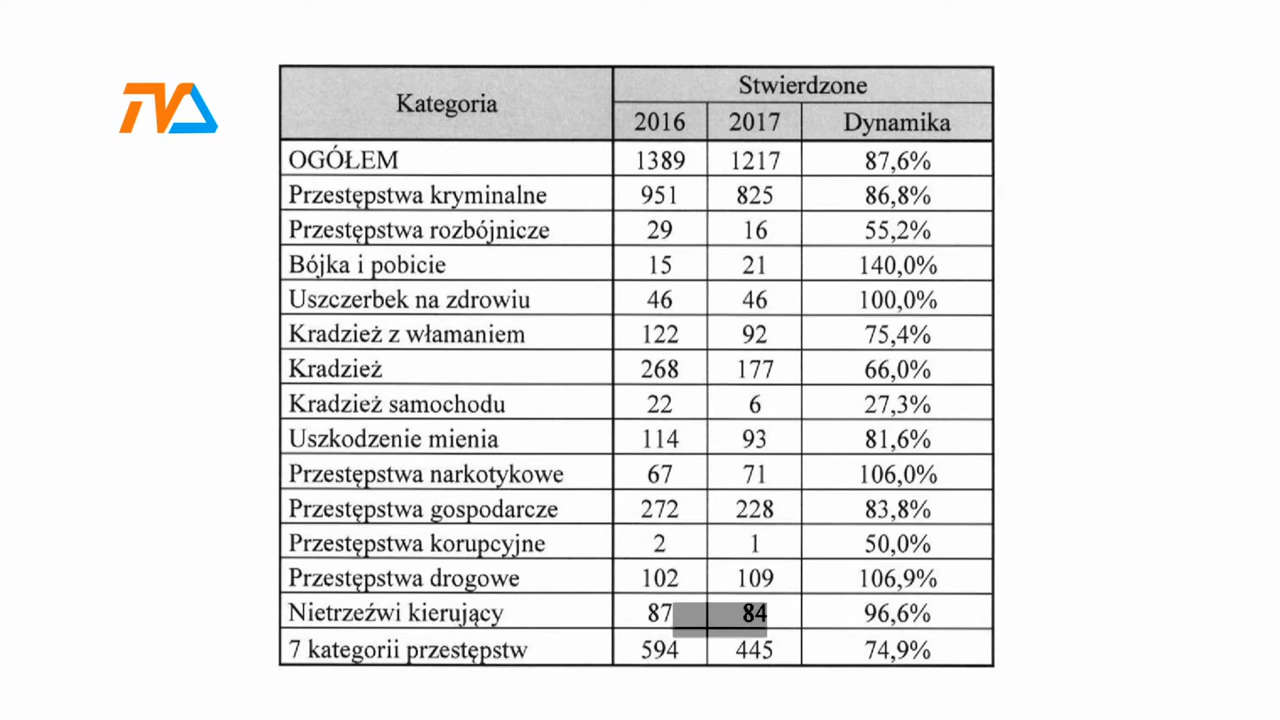 TVA
Kategoria
Stwierdzone
2016 2017 Dynamika
OGÓŁEM 1389 1217 87,6%
Przestępstwa kryminalne 951 825 86,8%
Przestępstwa rozbójnicze 29 16 55,2%
Bójka i pobicie 15 21 140,0%
Uszczerbek na zdrowiu 46 46 100,0%
Kradzież z włamaniem 122 92 75,4%
Kradzież 268 177 66,0%
Kradzież samochodu 22 6 27,3%
Uszkodzenie mienia 114 93 81,6%
Przestępstwa narkotykowe 67 71 106,0%
Przestępstwa gospodarcze 272 228 83,8%
Przestępstwa korupcyjne 2 1 50,0%
Przestępstwa drogowe 102 109 106,9%
Nietrzeźwi kierujący 87 84 96,6%
7 kategorii przestępstw 594 445 74,9%